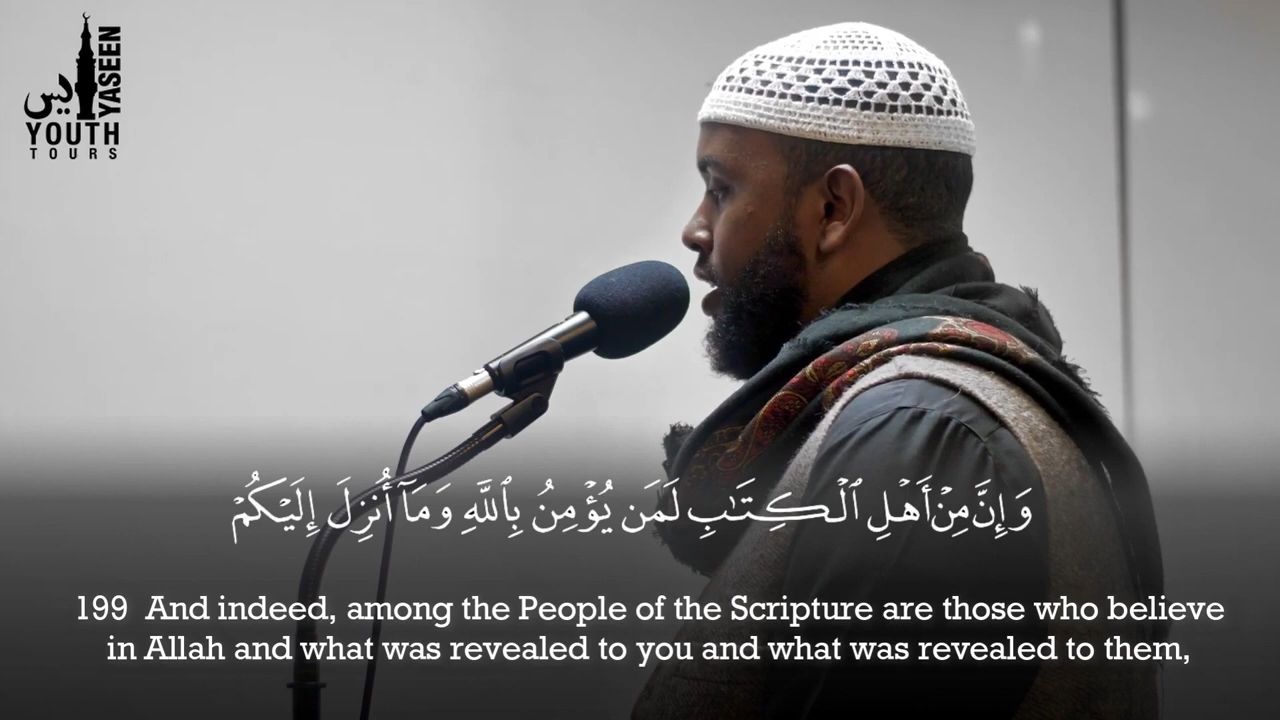 يس
YASEEN
YOUTH
TOURS
وَإِنَّ مِنْ أَهْلِ ٱلْكِتَـٰبِ لَمَن يُؤْمِنُ بِٱللَّهِ وَمَآ أُنزِلَ إِلَيْكُمْ
199 And indeed, among the People of the Scripture are those who believe
in Allah and what was revealed to you and what was revealed to them,